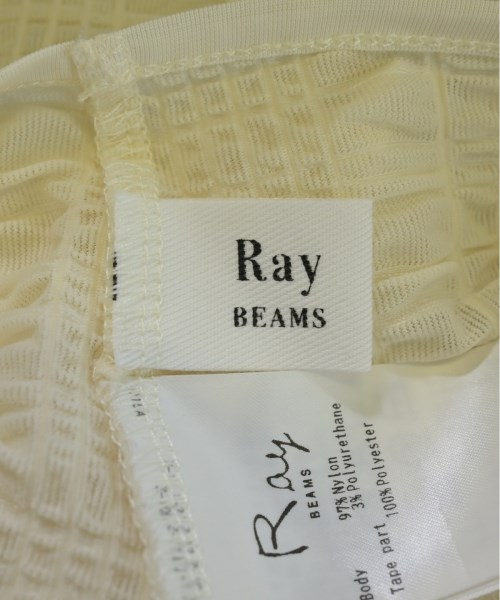 Ray
BEAMS
Ray
BEAMS
97%Nylon
3%Polyurethane
Body
Tape part 100%Polyester